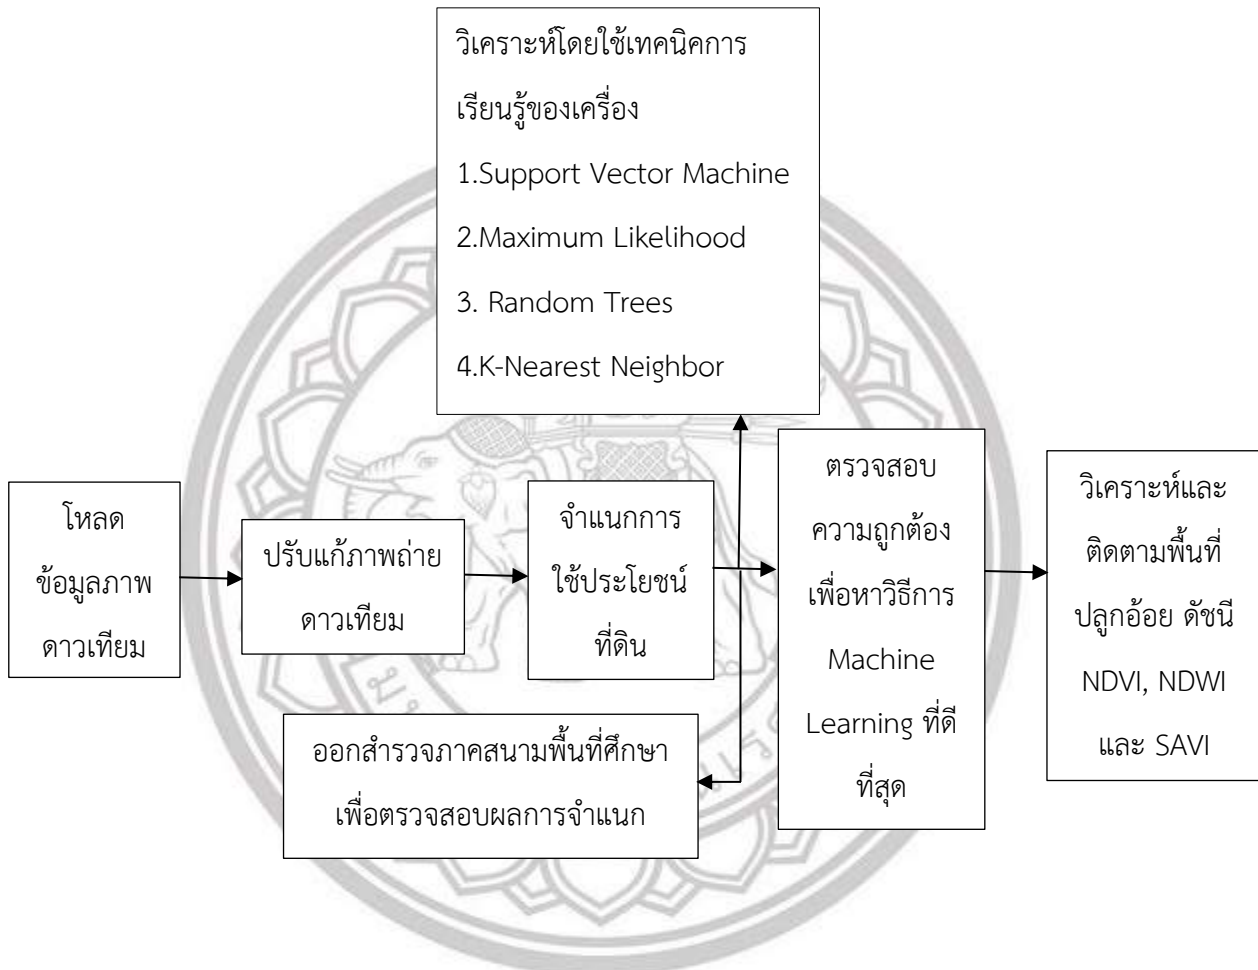 วิเคราะห์โดยใช้เทคนิคการ
เรียนรู้ของเครื่อง
1.Support Vector Machine
2.Maximum Likelihood
3. Random Trees
4.K-Nearest Neighbor
โหลด
ข้อมูลภาพ
ดาวเทียม
ปรับแก้ภาพถ่าย
ดาวเทียม
จำแนกการ
ใช้ประโยชน์
ที่ดิน
ออกสำรวจภาคสนามพื้นที่ศึกษา
เพื่อตรวจสอบผลการจำแนก
ตรวจสอบ
ความถูกต้อง
เพื่อหาวิธีการ
Machine
Learning ที่ดี
ที่สุด
วิเคราะห์และ
ติดตามพื้นที่
ปลูกอ้อย ดัชนี
NDVI, NDWI
และ SAVI